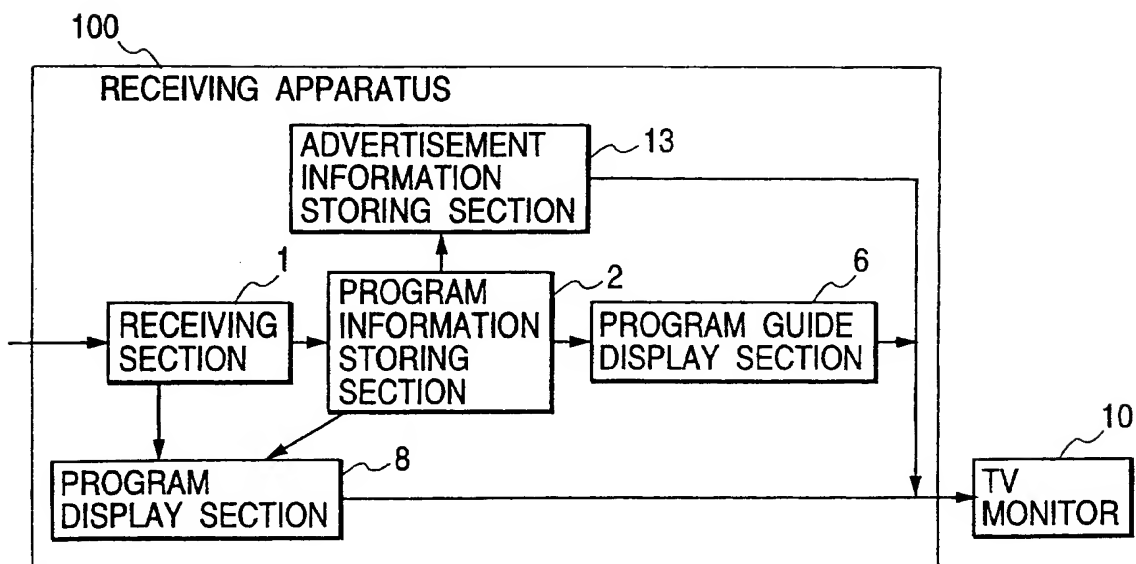 100
RECEIVING APPARATUS
ADVERTISEMENT
INFORMATION
STORING SECTION
13
1
RECEIVING
SECTION
2
PROGRAM
INFORMATION
STORING
SECTION
6
PROGRAM GUIDE
DISPLAY SECTION
8
PROGRAM
DISPLAY SECTION
10
TV
MONITOR